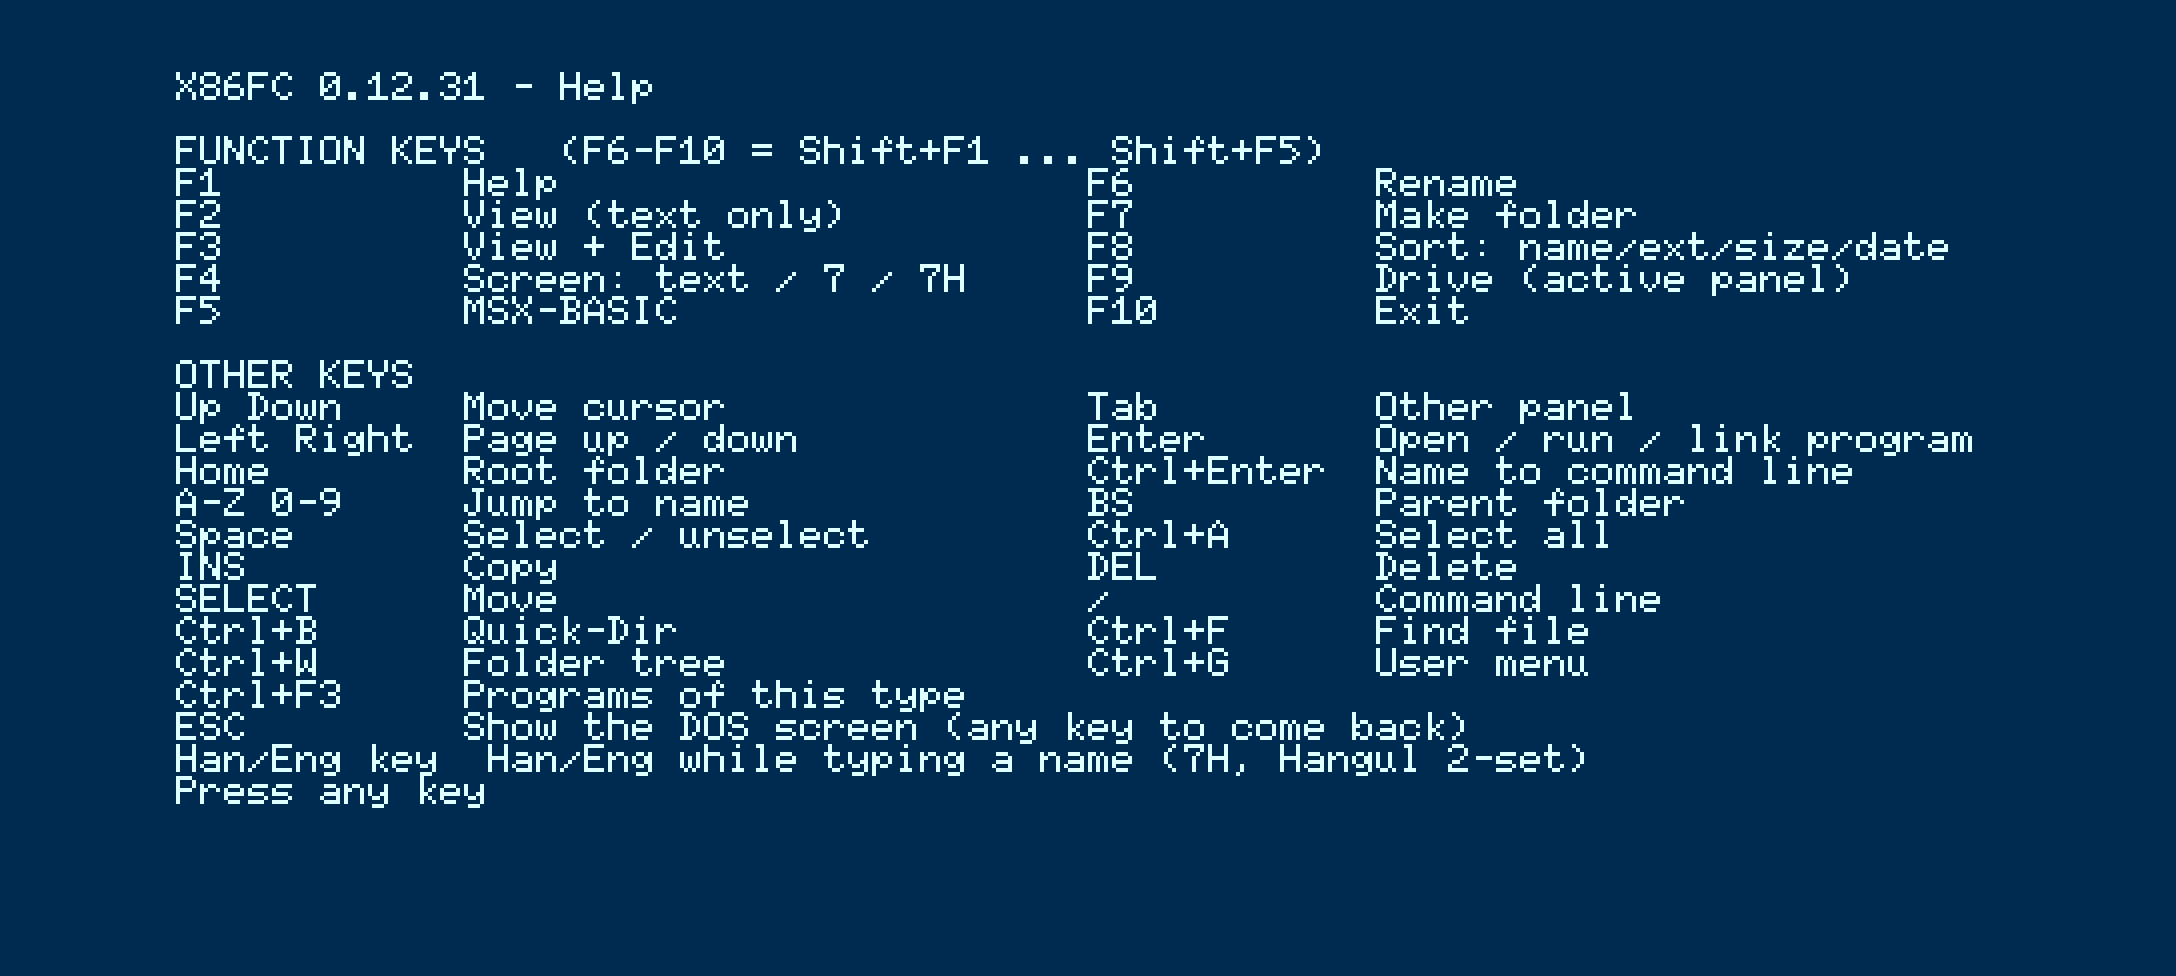 X86FC 0.12.31 - Help
FUNCTION KEYS   (F6-F10 = Shift+F1 ... Shift+F5)
F1          Help                      F6          Rename
F2          View (text only)          F7          Make folder
F3          View + Edit               F8          Sort: name/ext/size/date
F4          Screen: text / 7 / 7H     F9          Drive (active panel)
F5          MSX-BASIC                 F10         Exit
OTHER KEYS
Up Down     Move cursor               Tab         Other panel
Left Right  Page up / down            Enter       Open / run / link program
Home        Root folder               Ctrl+Enter  Name to command line
A-Z 0-9     Jump to name              BS          Parent folder
Space       Select / unselect         Ctrl+A      Select all
INS         Copy                      DEL         Delete
SELECT      Move                      /           Command line
Ctrl+B      Quick-Dir                 Ctrl+F      Find file
Ctrl+W      Folder tree               Ctrl+G      User menu
Ctrl+F3     Programs of this type
ESC         Show the DOS screen (any key to come back)
Han/Eng key  Han/Eng while typing a name (7H, Hangul 2-set)
Press any key